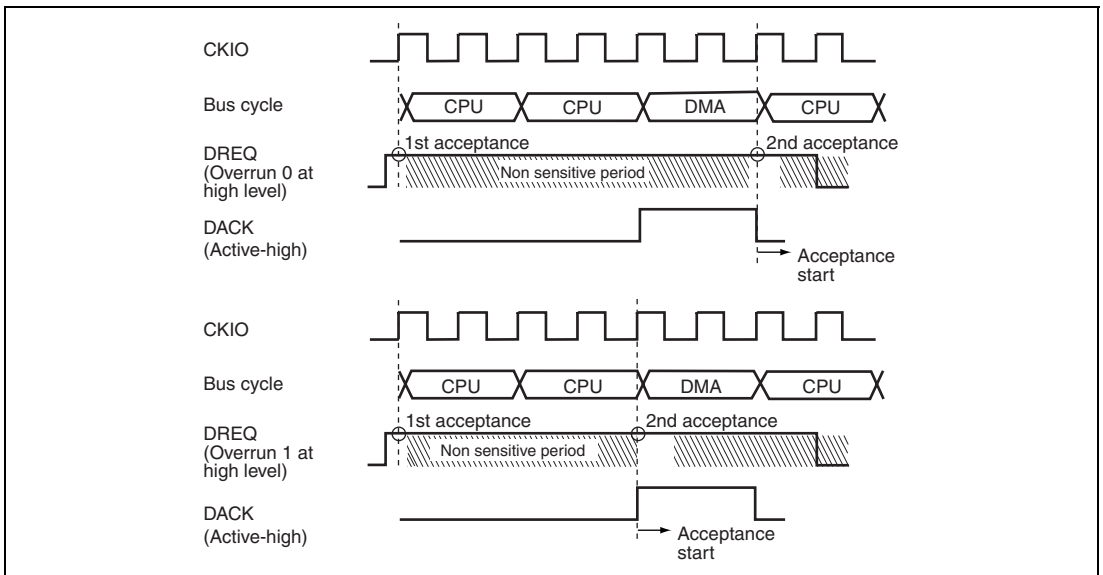 CKIO
Bus cycle
CPU
CPU
DMA
CPU
DREQ
(Overrun 0 at
high level)
1st acceptance
2nd acceptance
Non sensitive period
DACK
(Active-high)
Acceptance
start
CKIO
Bus cycle
CPU
CPU
DMA
CPU
DREQ
(Overrun 1 at
high level)
1st acceptance
2nd acceptance
Non sensitive period
DACK
(Active-high)
Acceptance
start